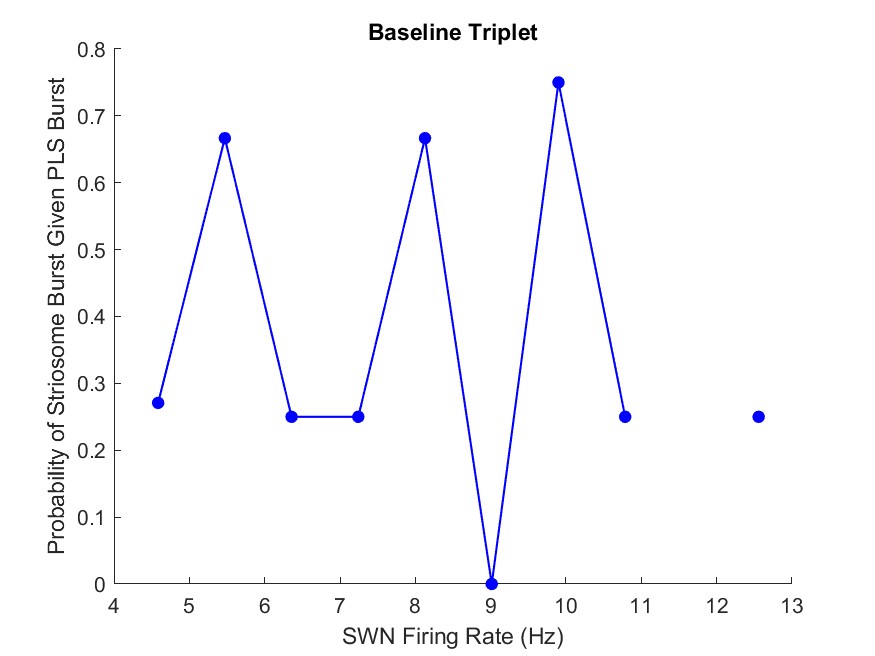 Baseline Triplet
Probability of Striosome Burst Given PLS Burst
0.8
0.7
0.6
0.5
0.4
0.3
0.2
0.1
0
4 5 6 7 8 9 10 11 12 13
SWN Firing Rate (Hz)